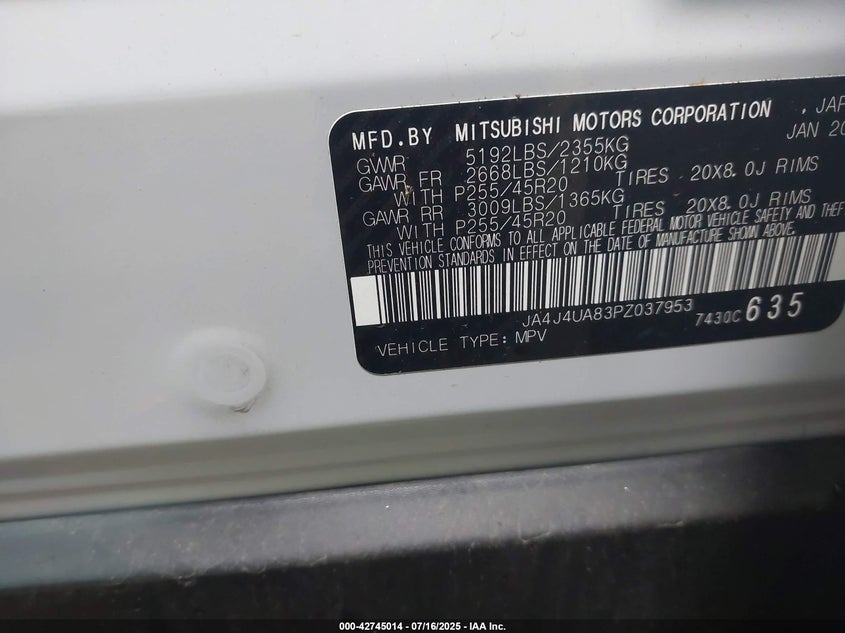 MFD.BY MITSUBISHI MOTORS CORPORATION , JAP
JAN 20
GVWR 5192LBS/2355KG
GAWR FR 2668LBS/1210KG
WITH P255/45R20 TIRES 20X8.0J RIMS
GAWR RR 3009LBS/1365KG
WITH P255/45R20 TIRES 20X8.0J RIMS
THIS VEHICLE CONFORMS TO ALL APPLICABLE FEDERAL MOTOR VEHICLE SAFETY AND THEF
PREVENTION STANDARDS IN EFFECT ON THE DATE OF MANUFACTURE SHOWN ABOVE.
JA4J4UA83PZ037953 7430C 635
VEHICLE TYPE: MPV
000-42745014 - 07/16/2025 - IAA Inc.